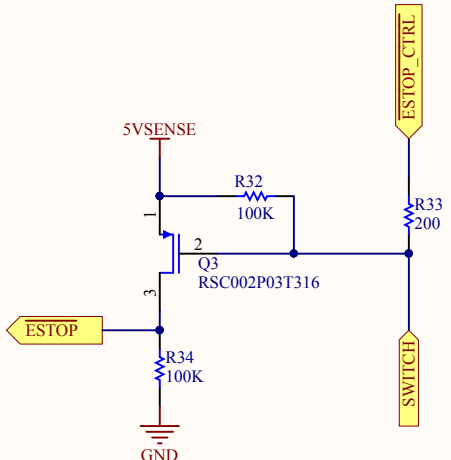 ESTOP_CTRL
5VSENSE
R32
100K
R33
200
1
2
Q3
RSC002P03T316
3
ESTOP
R34
100K
SWITCH
GND